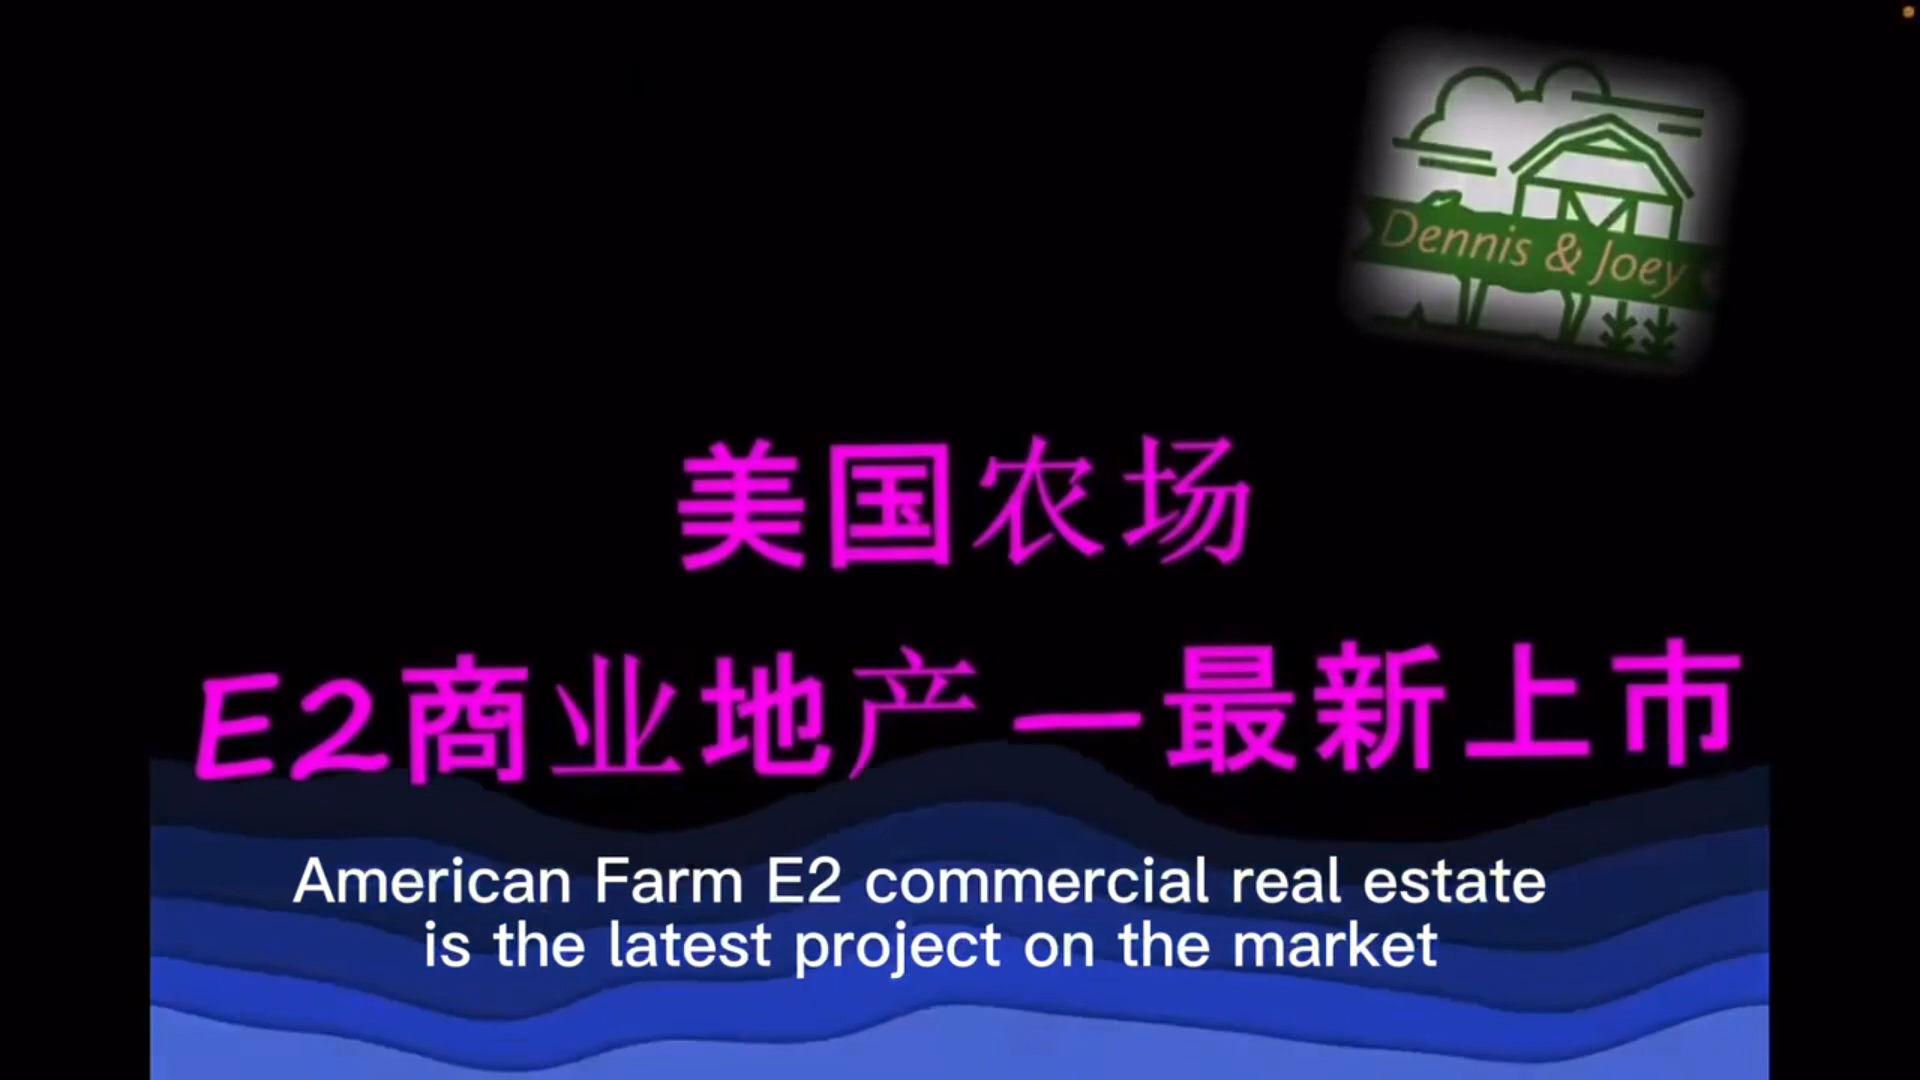 Dennis & Joey
美国农场
E2商业地产—最新上市
American Farm E2 commercial real estate
is the latest project on the market